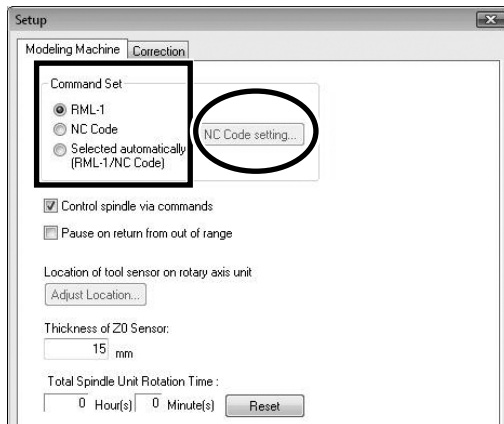 Setup
Modeling Machine Correction
Command Set
RML-1
NC Code
NC Code setting...
Selected automatically
(RML-1/NC Code)
Control spindle via commands
Pause on return from out of range
Location of tool sensor on rotary axis unit
Adjust Location...
Thickness of Z0 Sensor:
15 mm
Total Spindle Unit Rotation Time :
0 Hour(s) 0 Minute(s) Reset